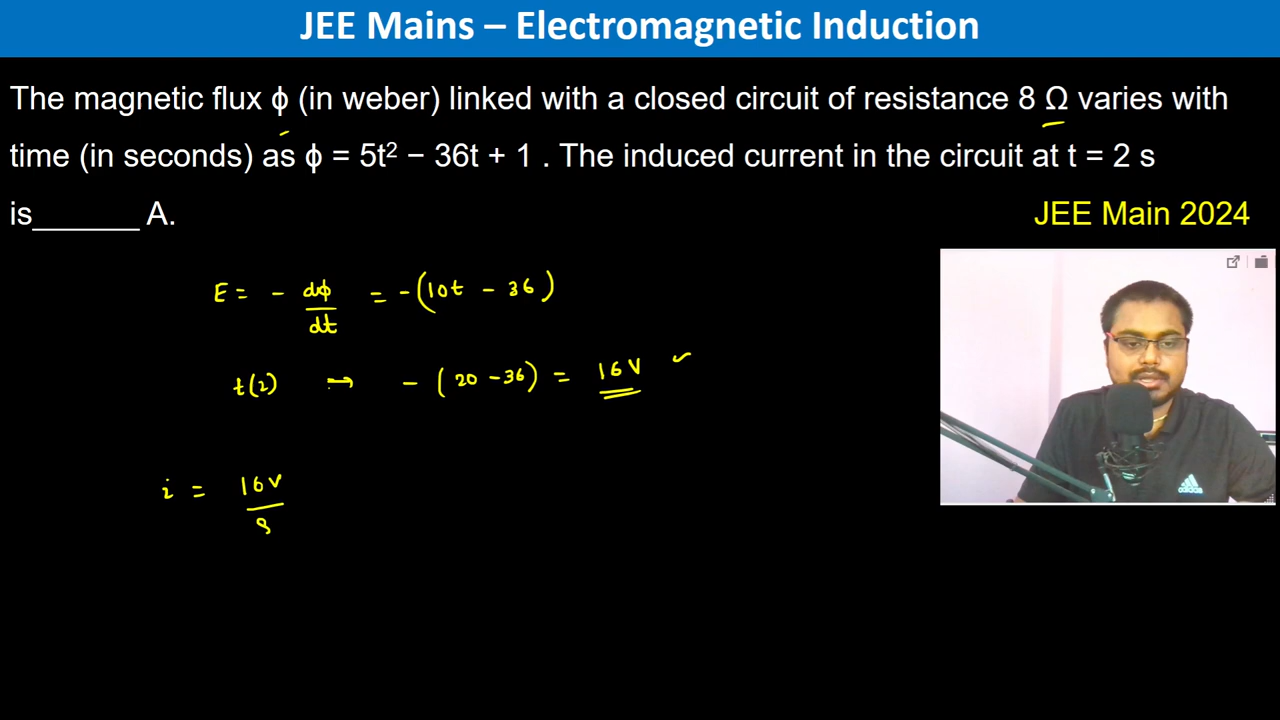 JEE Mains – Electromagnetic Induction
The magnetic flux ϕ (in weber) linked with a closed circuit of resistance 8 Ω varies with
time (in seconds) as ϕ = 5t² − 36t + 1 . The induced current in the circuit at t = 2 s
is______ A.
JEE Main 2024
E = - dϕ/dt = -(10t - 36)
t(2) → - (20 - 36) = 16V ✓
i = 16V/8
adidas